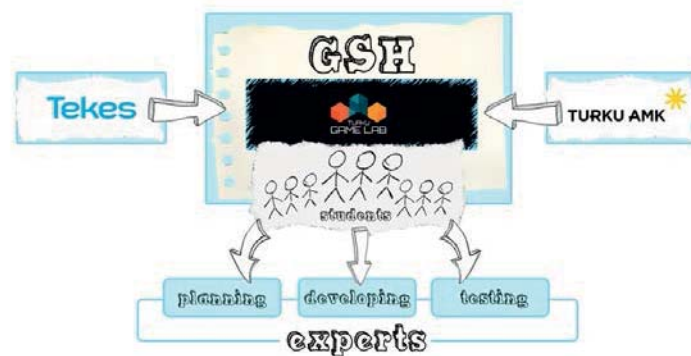 GSH
Tekes
TURKU
GAME LAB
TURKU AMK
students
planning
developing
testing
experts